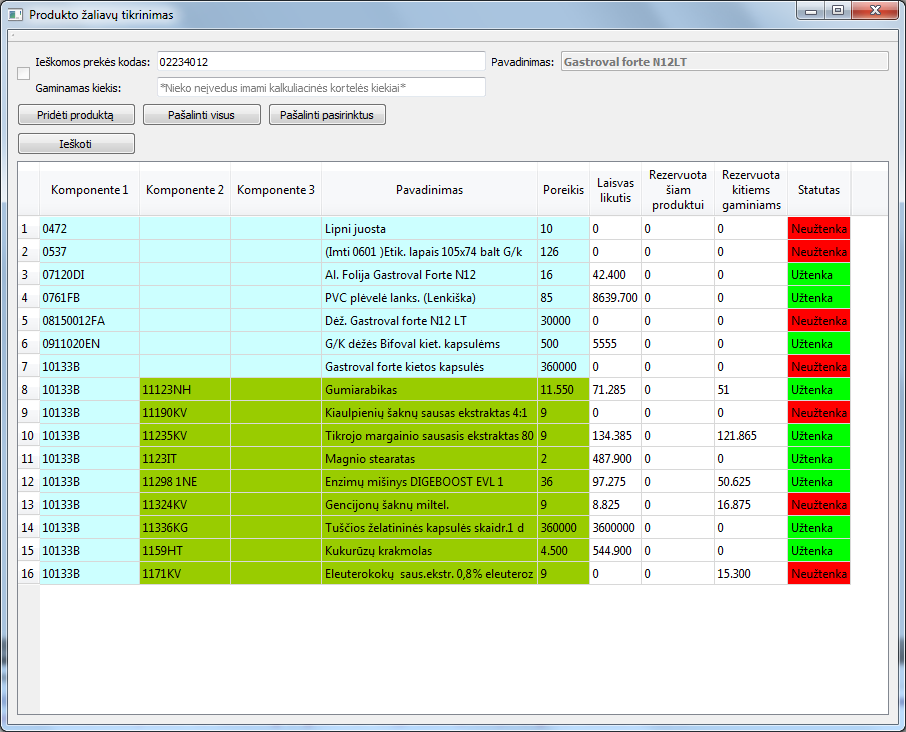 Produkto žaliavų tikrinimas
Ieškomos prekės kodas: 02234012 Pavadinimas: Gastroval forte N12LT
Gaminamas kiekis: *Nieko neįvedus imami kalkuliacinės kortelės kiekiai*
Pridėti produktą Pašalinti visus Pašalinti pasirinktus
Ieškoti
Komponente 1 Komponente 2 Komponente 3 Pavadinimas Poreikis Laisvas likutis Rezervuota šiam produktui Rezervuota kitiems gaminiams Statutas
1 0472 Lipni juosta 10 0 0 0 Neužtenka
2 0537 (Imti 0601 )Etik. lapais 105x74 balt G/k 126 0 0 0 Neužtenka
3 07120DI Al. Folija Gastroval Forte N12 16 42.400 0 0 Užtenka
4 0761FB PVC plėvelė lanks. (Lenkiška) 85 8639.700 0 0 Užtenka
5 08150012FA Dėž. Gastroval forte N12 LT 30000 0 0 0 Neužtenka
6 0911020EN G/K dėžės Bifoval kiet. kapsulėms 500 5555 0 0 Užtenka
7 10133B Gastroval forte kietos kapsulės 360000 0 0 0 Neužtenka
8 10133B 11123NH Gumiarabikas 11.550 71.285 0 51 Užtenka
9 10133B 11190KV Kiaulpienių šaknų sausas ekstraktas 4:1 9 0 0 0 Neužtenka
10 10133B 11235KV Tikrojo margainio sausasis ekstraktas 80 9 134.385 0 121.865 Užtenka
11 10133B 1123IT Magnio stearatas 2 487.900 0 0 Užtenka
12 10133B 11298 1NE Enzimų mišinys DIGEBOOST EVL 1 36 97.275 0 50.625 Užtenka
13 10133B 11324KV Gencijonų šaknų miltel. 9 8.825 0 16.875 Neužtenka
14 10133B 11336KG Tuščios želatininės kapsulės skaidr.1 d 360000 3600000 0 0 Užtenka
15 10133B 1159HT Kukurūzų krakmolas 4.500 544.900 0 0 Užtenka
16 10133B 1171KV Eleuterokokų saus.ekstr. 0,8% eleuteroz 9 0 0 15.300 Neužtenka